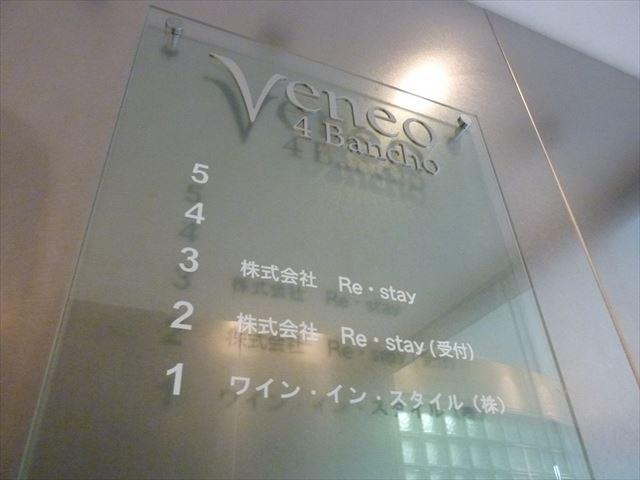 Veneo
4 Bancho
5
4
3 株式会社 Re・stay
2 株式会社 Re・stay(受付)
1 ワイン・イン・スタイル(株)